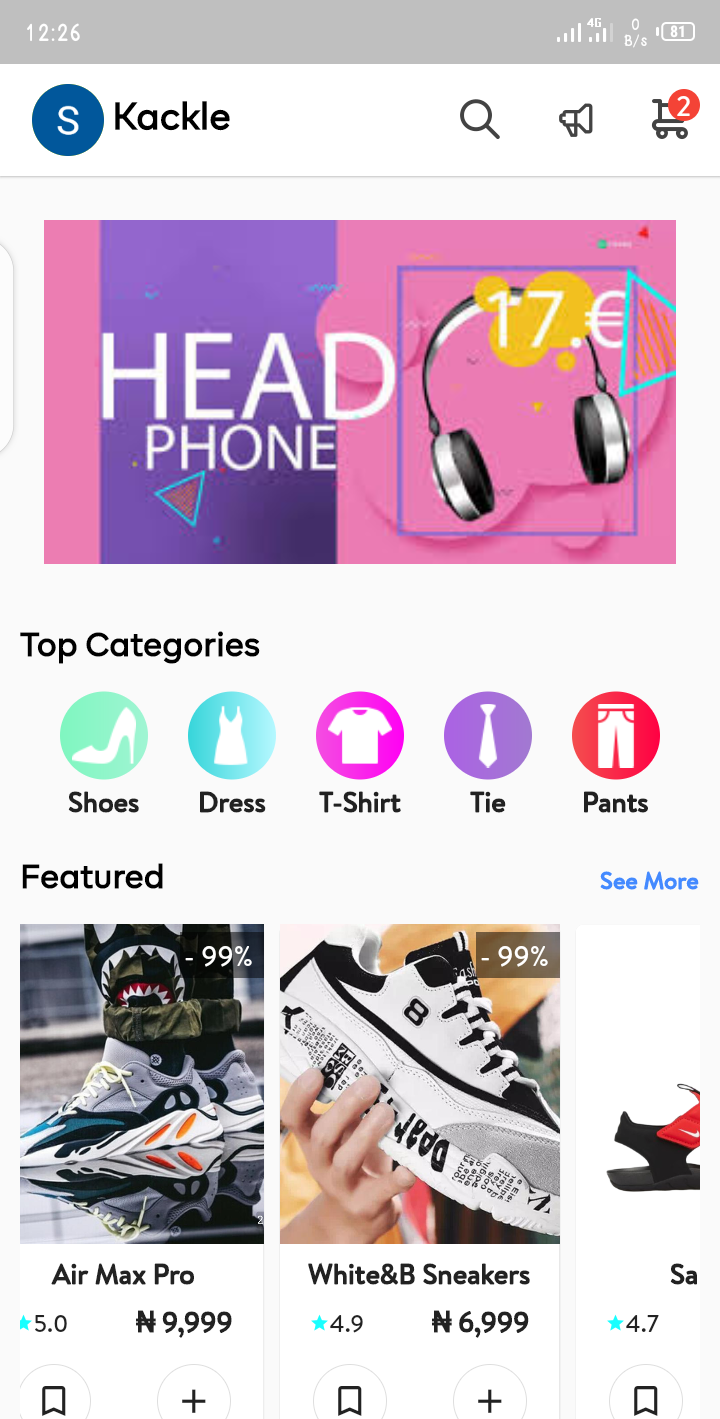 12:26
4G
0
B/s
81
S
Kackle
2
HEAD
PHONE
17.€
Top Categories
Shoes
Dress
T-Shirt
Tie
Pants
Featured
See More
- 99%
- 99%
8
Air Max Pro
White&B Sneakers
Sa
5.0
₦ 9,999
4.9
₦ 6,999
4.7